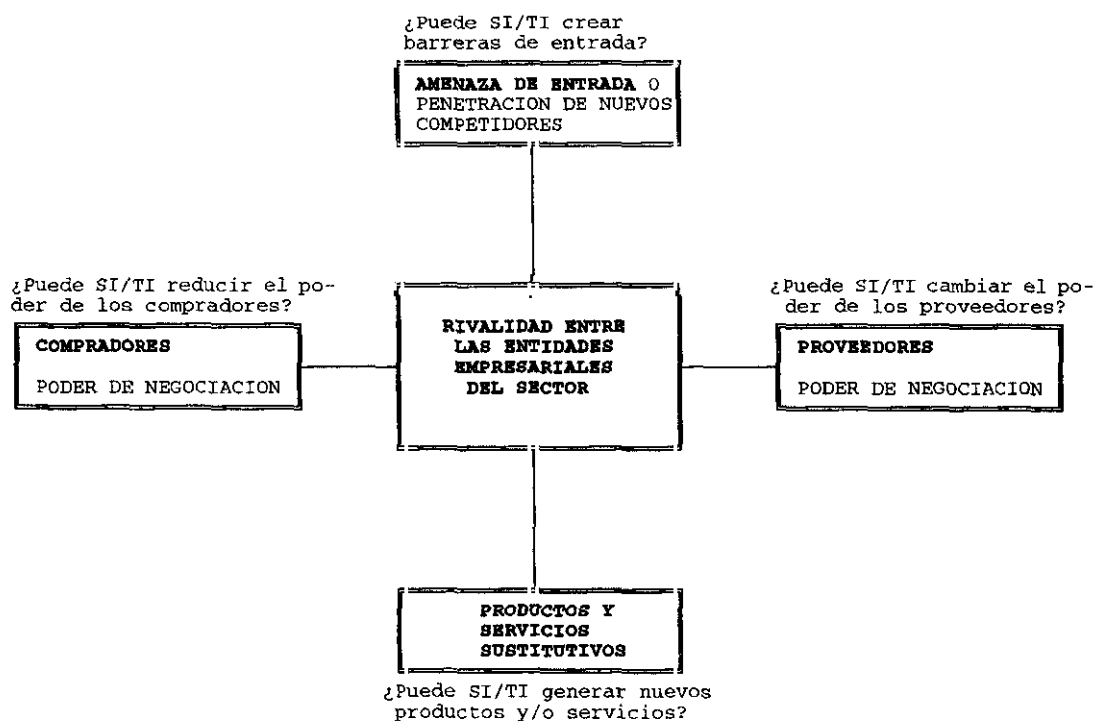 ¿Puede SI/TI crear
barreras de entrada?
AMENAZA DE ENTRADA O
PENETRACION DE NUEVOS
COMPETIDORES
¿Puede SI/TI reducir el po-
der de los compradores?
COMPRADORES
PODER DE NEGOCIACION
RIVALIDAD ENTRE
LAS ENTIDADES
EMPRESARIALES
DEL SECTOR
¿Puede SI/TI cambiar el po-
der de los proveedores?
PROVEEDORES
PODER DE NEGOCIACION
PRODUCTOS Y
SERVICIOS
SUSTITUTIVOS
¿Puede SI/TI generar nuevos
productos y/o servicios?